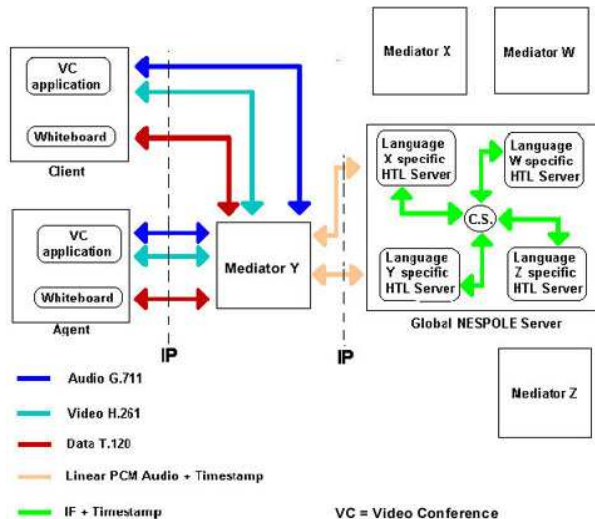 Mediator X
Mediator W
VC
application
Whiteboard
Client
VC
application
Whiteboard
Agent
Mediator Y
Language
X specific
HTL Server
Language
W specific
HTL Server
C.S.
Language
Y specific
HTL Server
Language
Z specific
HTL Server
Global NESPOLE Server
IP
IP
Mediator Z
Audio G.711
Video H.261
Data T.120
Linear PCM Audio + Timestamp
IF + Timestamp
VC = Video Conference